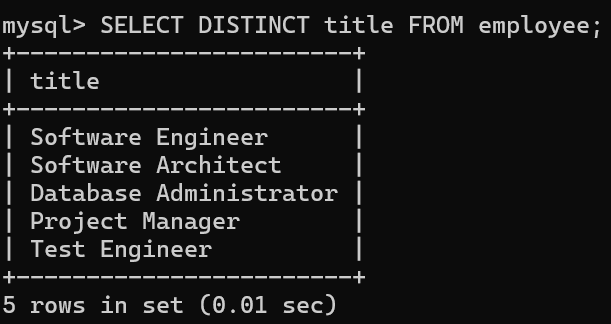 mysql> SELECT DISTINCT title FROM employee;
+------------------------+
| title                  |
+------------------------+
| Software Engineer      |
| Software Architect     |
| Database Administrator |
| Project Manager        |
| Test Engineer          |
+------------------------+
5 rows in set (0.01 sec)